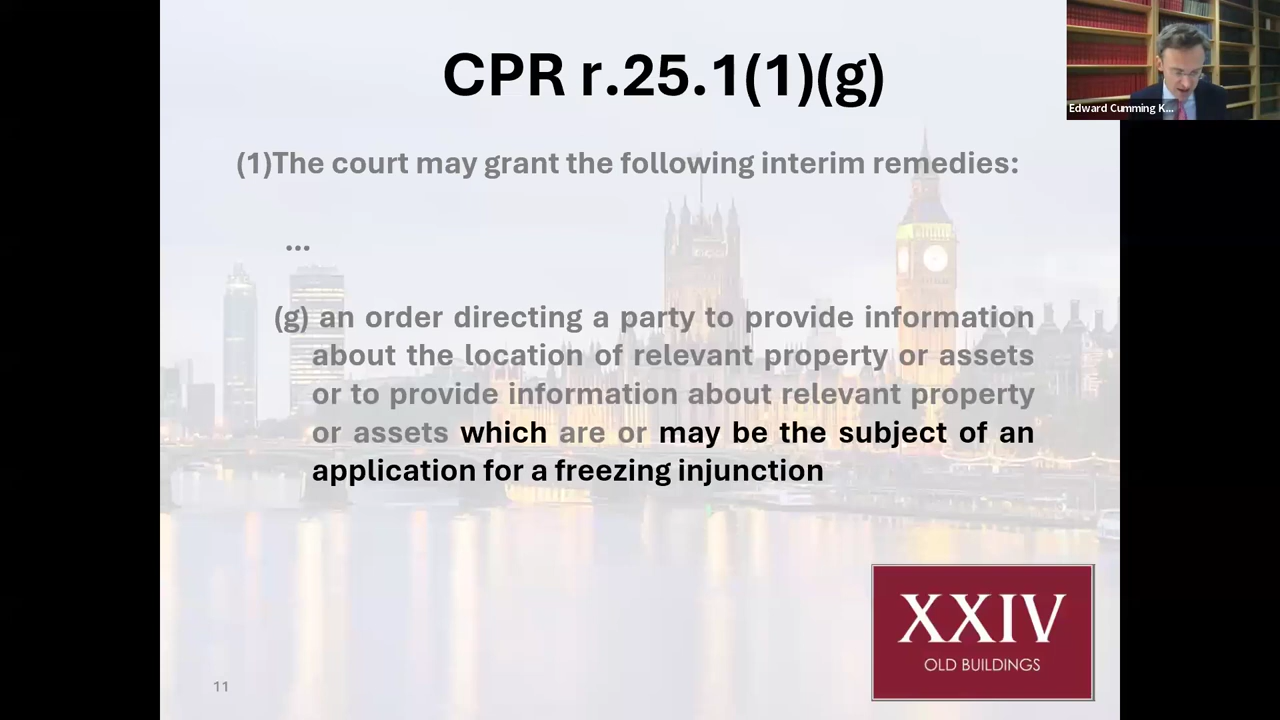 CPR r.25.1(1)(g)
Edward Cumming K...
(1)The court may grant the following interim remedies:
...
(g) an order directing a party to provide information
about the location of relevant property or assets
or to provide information about relevant property
or assets which are or may be the subject of an
application for a freezing injunction
XXIV
OLD BUILDINGS
11